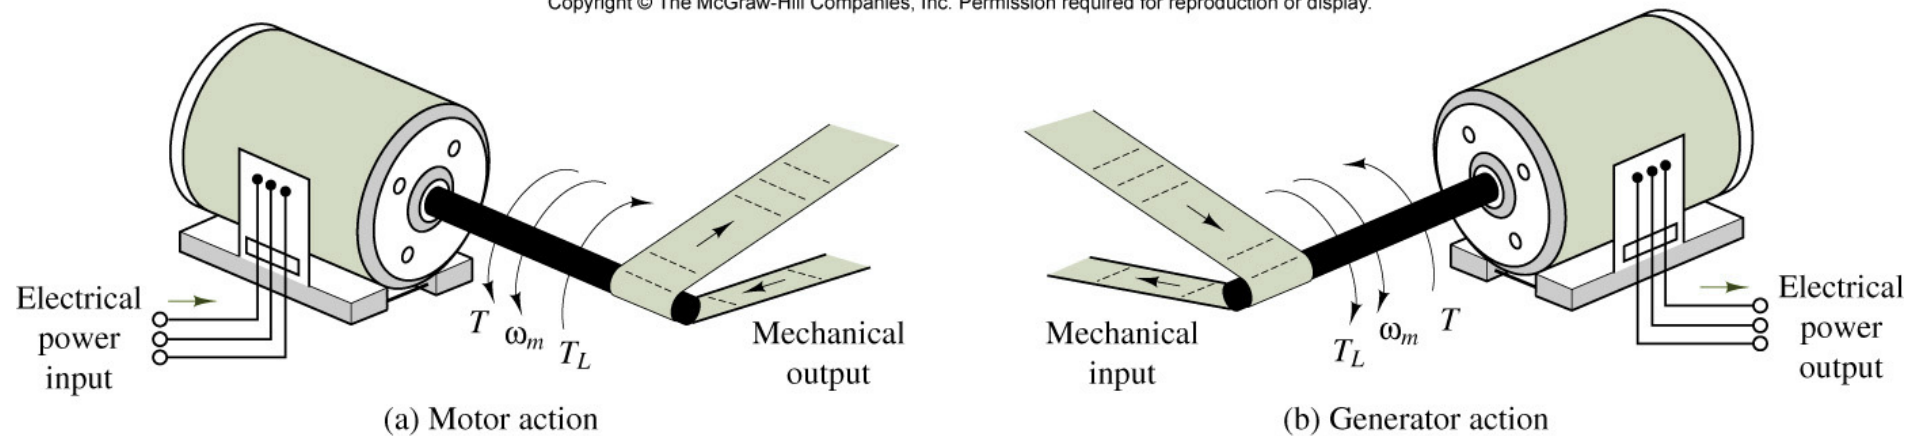 Copyright © The McGraw-Hill Companies, Inc. Permission required for reproduction or display.
Electrical
power
input
T
ωm
TL
Mechanical
output
(a) Motor action
Mechanical
input
TL
ωm
T
Electrical
power
output
(b) Generator action